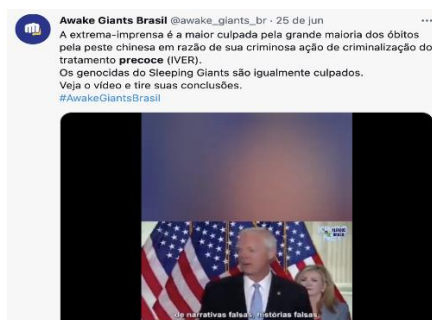 Awake Giants Brasil @awake_giants_br · 25 de jun ···
A extrema-imprensa é a maior culpada pela grande maioria dos óbitos
pela peste chinesa em razão de sua criminosa ação de criminalização do
tratamento precoce (IVER).
Os genocidas do Sleeping Giants são igualmente culpados.
Veja o vídeo e tire suas conclusões.
#AwakeGiantsBrasil
de narrativas falsas, histórias falsas,